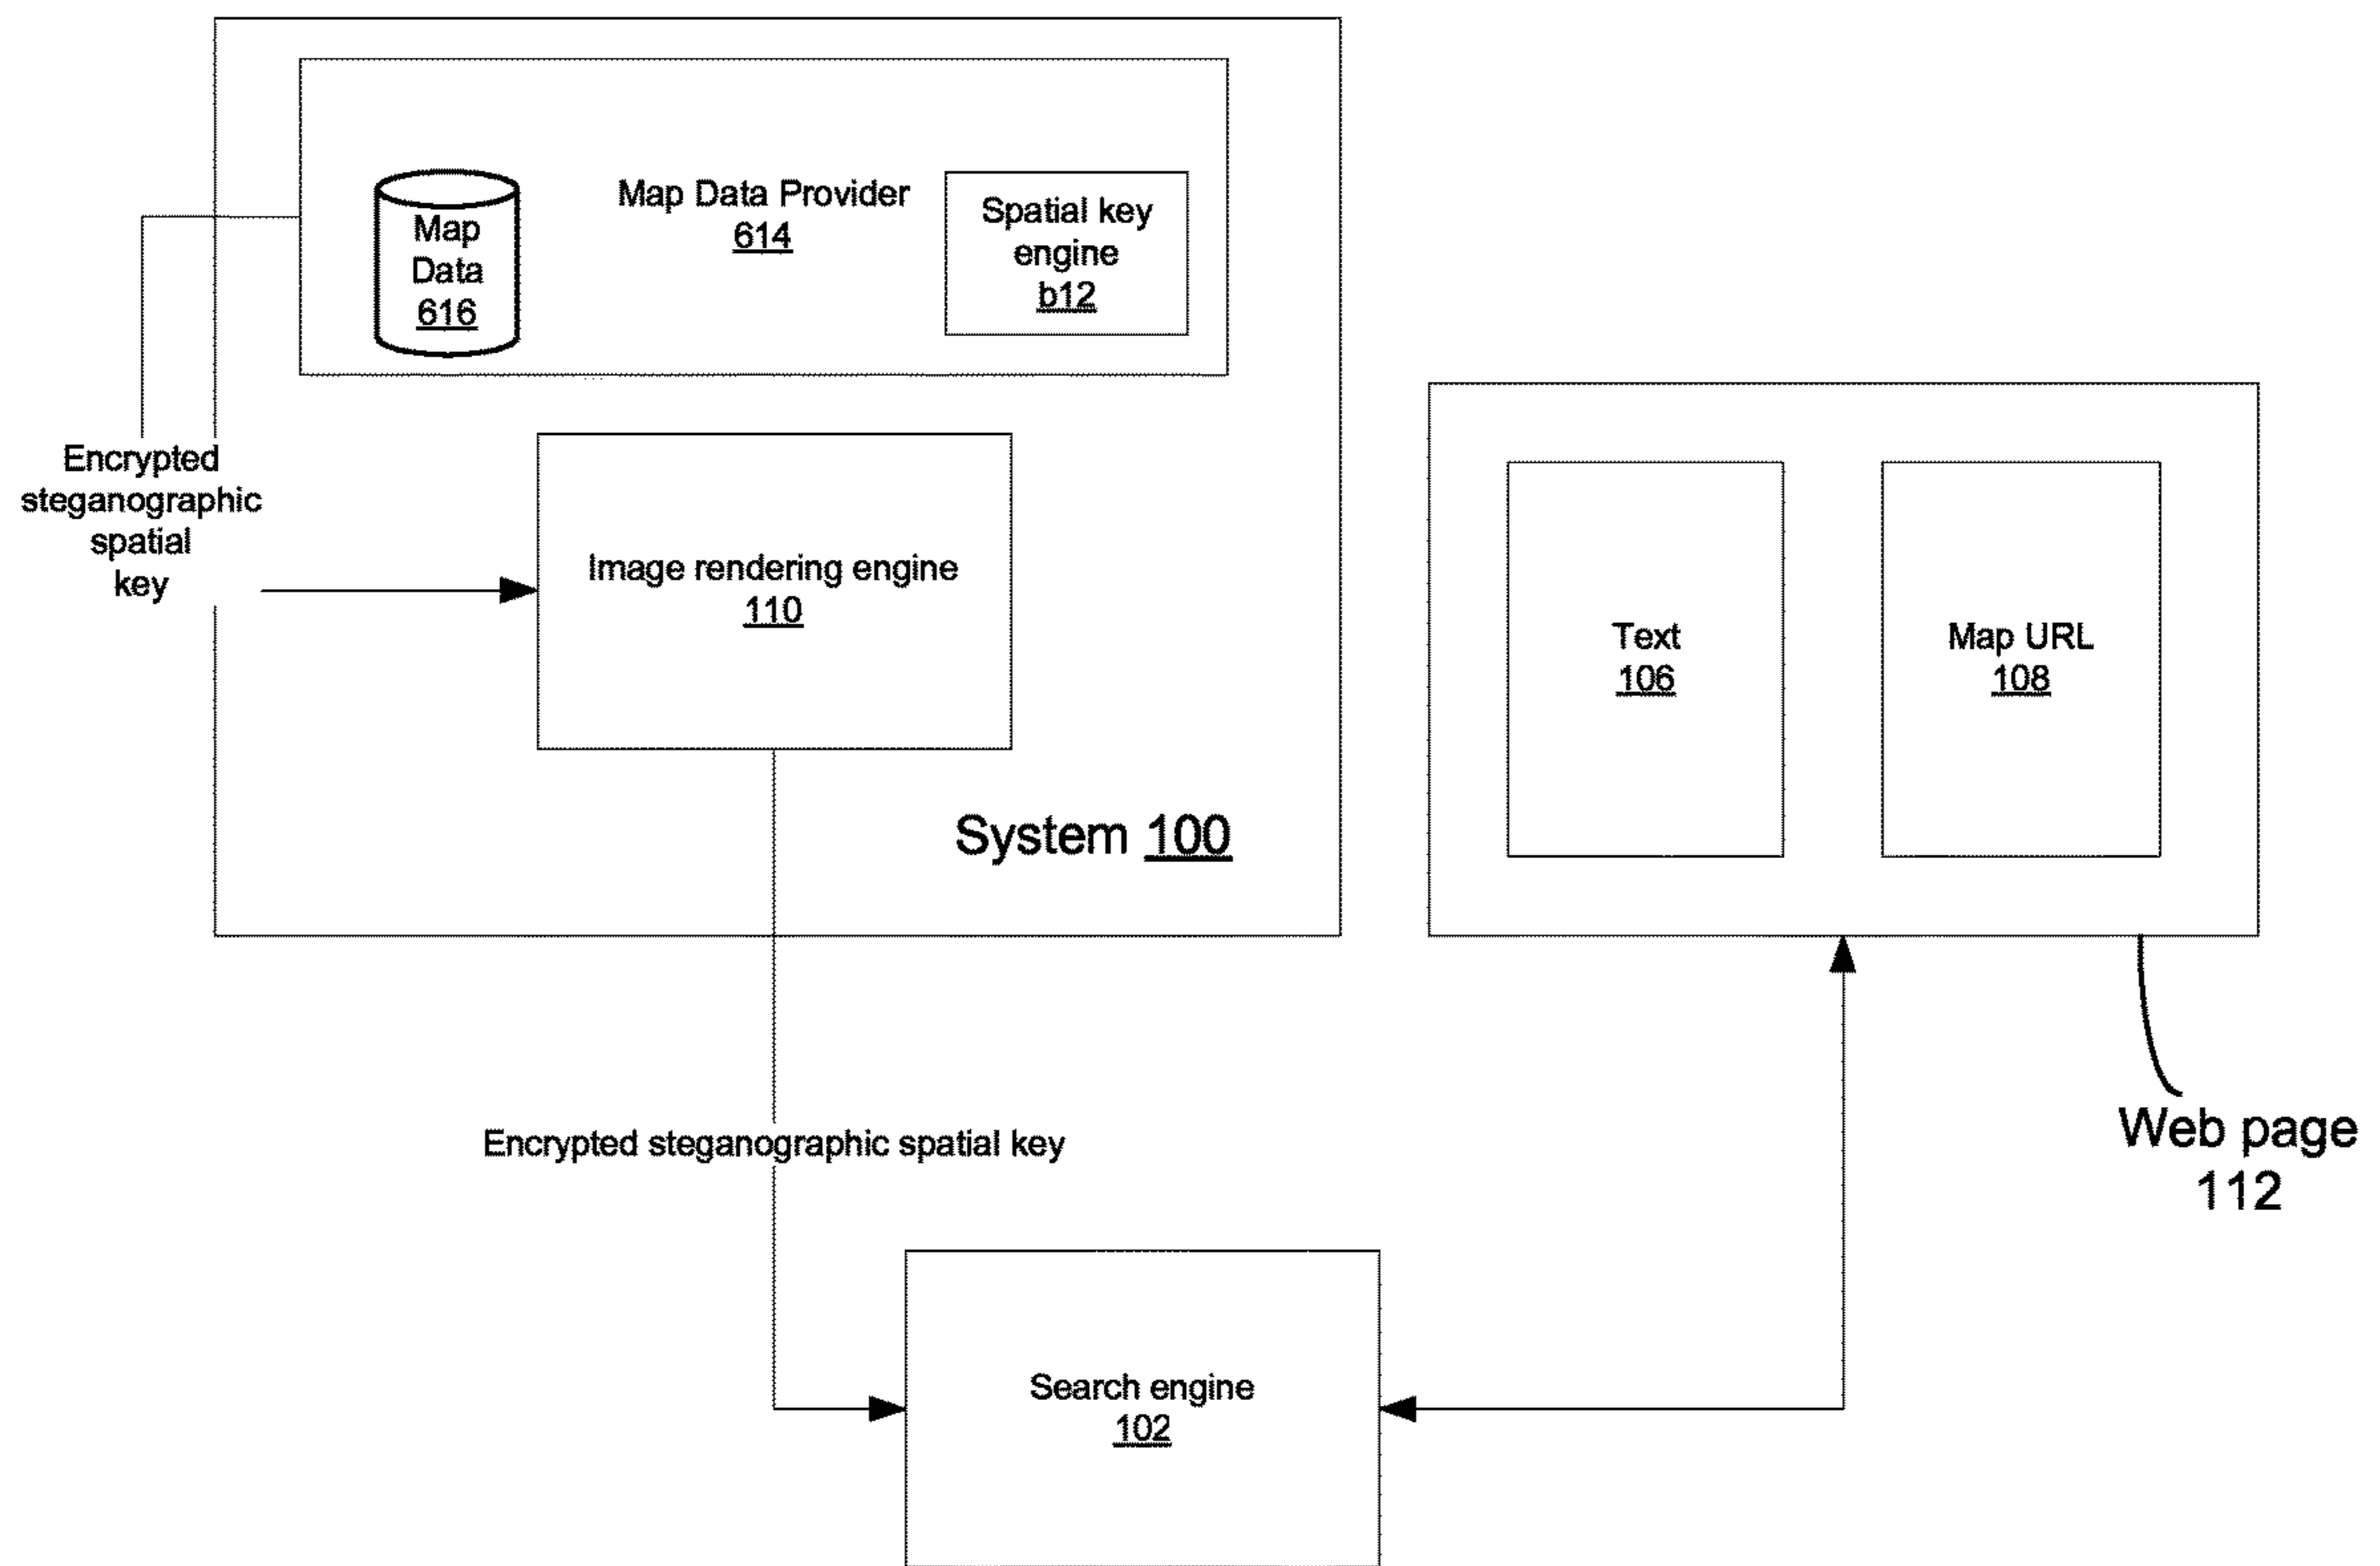 Map Data Provider
614
Map
Data
616
Spatial key
engine
b12
Encrypted
steganographic
spatial
key
Image rendering engine
110
System 100
Text
106
Map URL
108
Web page
112
Encrypted steganographic spatial key
Search engine
102